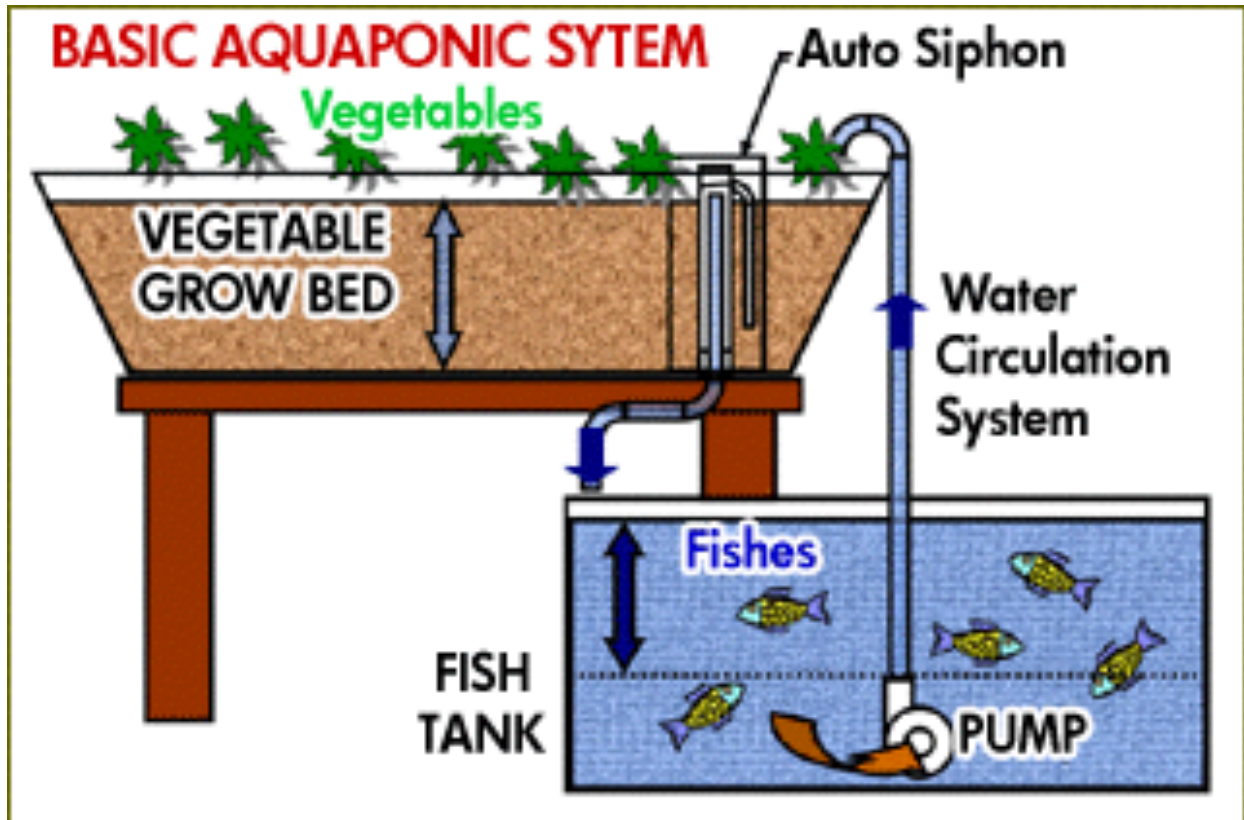 BASIC AQUAPONIC SYTEM
Auto Siphon
Vegetables
VEGETABLE
GROW BED
Water
Circulation
System
Fishes
FISH
TANK
PUMP